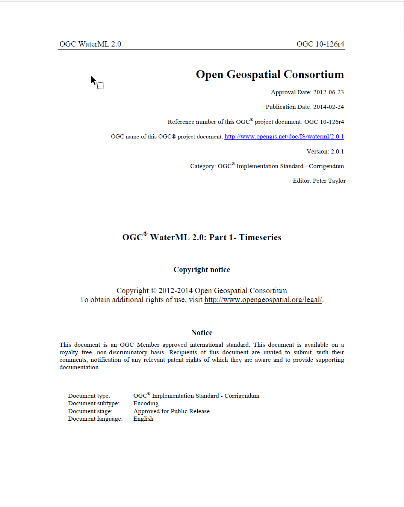 OGC WaterML 2.0 OGC 10-126r4
Open Geospatial Consortium
Approval Date: 2012-06-23
Publication Date: 2014-02-24
Reference number of this OGC® project document: OGC 10-126r4
OGC name of this OGC® project document: http://www.opengis.net/doc/IS/waterml/2.0.1
Version: 2.0.1
Category: OGC® Implementation Standard - Corrigendum
Editor: Peter Taylor
OGC® WaterML 2.0: Part 1- Timeseries
Copyright notice
Copyright © 2012-2014 Open Geospatial Consortium
To obtain additional rights of use, visit http://www.opengeospatial.org/legal/.
Notice
This document is an OGC Member approved international standard. This document is available on a
royalty free, non-discriminatory basis. Recipients of this document are invited to submit, with their
comments, notification of any relevant patent rights of which they are aware and to provide supporting
documentation.
Document type: OGC® Implementation Standard - Corrigendum
Document subtype: Encoding
Document stage: Approved for Public Release
Document language: English